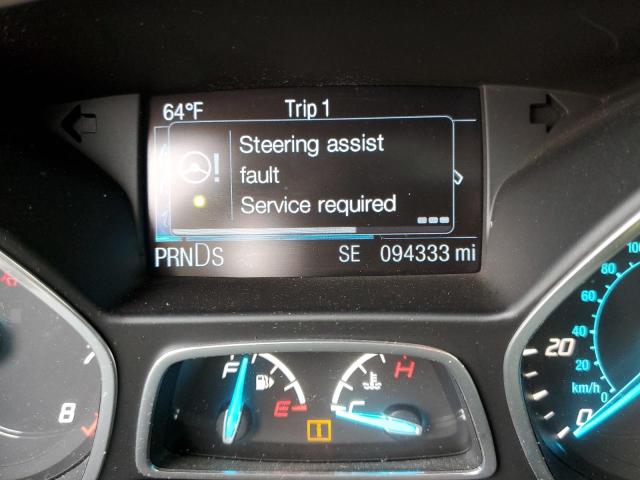 64°F Trip 1
Steering assist
fault
Service required
PRNDS SE 094333 mi
F E
C H
8
100
80
60
40
20
0
km/h
20
0